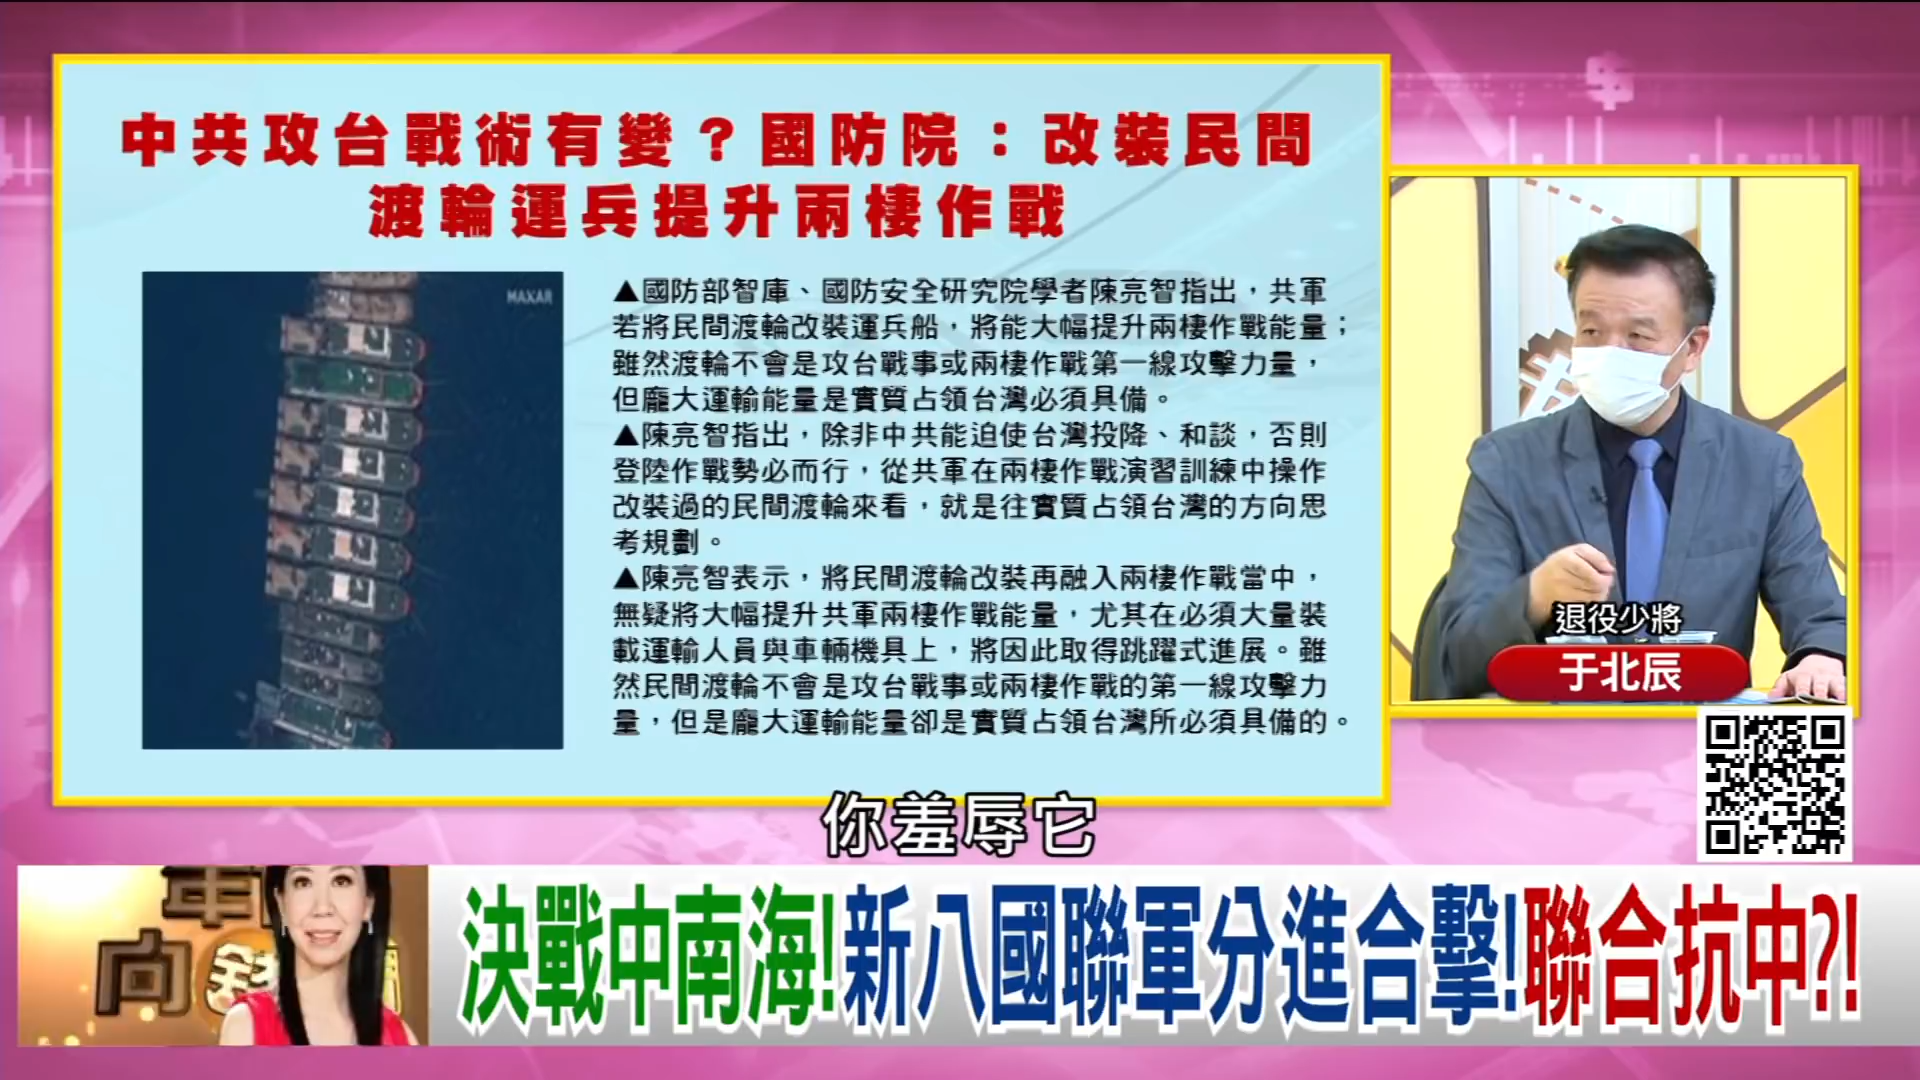 中共攻台戰術有變？國防院：改裝民間
渡輪運兵提升兩棲作戰
MAXAR
▲國防部智庫、國防安全研究院學者陳亮智指出，共軍
若將民間渡輪改裝運兵船，將能大幅提升兩棲作戰能量；
雖然渡輪不會是攻台戰事或兩棲作戰第一線攻擊力量，
但龐大運輸能量是實質占領台灣必須具備。
▲陳亮智指出，除非中共能迫使台灣投降、和談，否則
登陸作戰勢必而行，從共軍在兩棲作戰演習訓練中操作
改裝過的民間渡輪來看，就是往實質占領台灣的方向思
考規劃。
▲陳亮智表示，將民間渡輪改裝再融入兩棲作戰當中，
無疑將大幅提升共軍兩棲作戰能量，尤其在必須大量裝
載運輸人員與車輛機具上，將因此取得跳躍式進展。雖
然民間渡輪不會是攻台戰事或兩棲作戰的第一線攻擊力
量，但是龐大運輸能量卻是實質占領台灣所必須具備的。
退役少將
于北辰
你羞辱它
向
決戰中南海!新八國聯軍分進合擊!聯合抗中?!